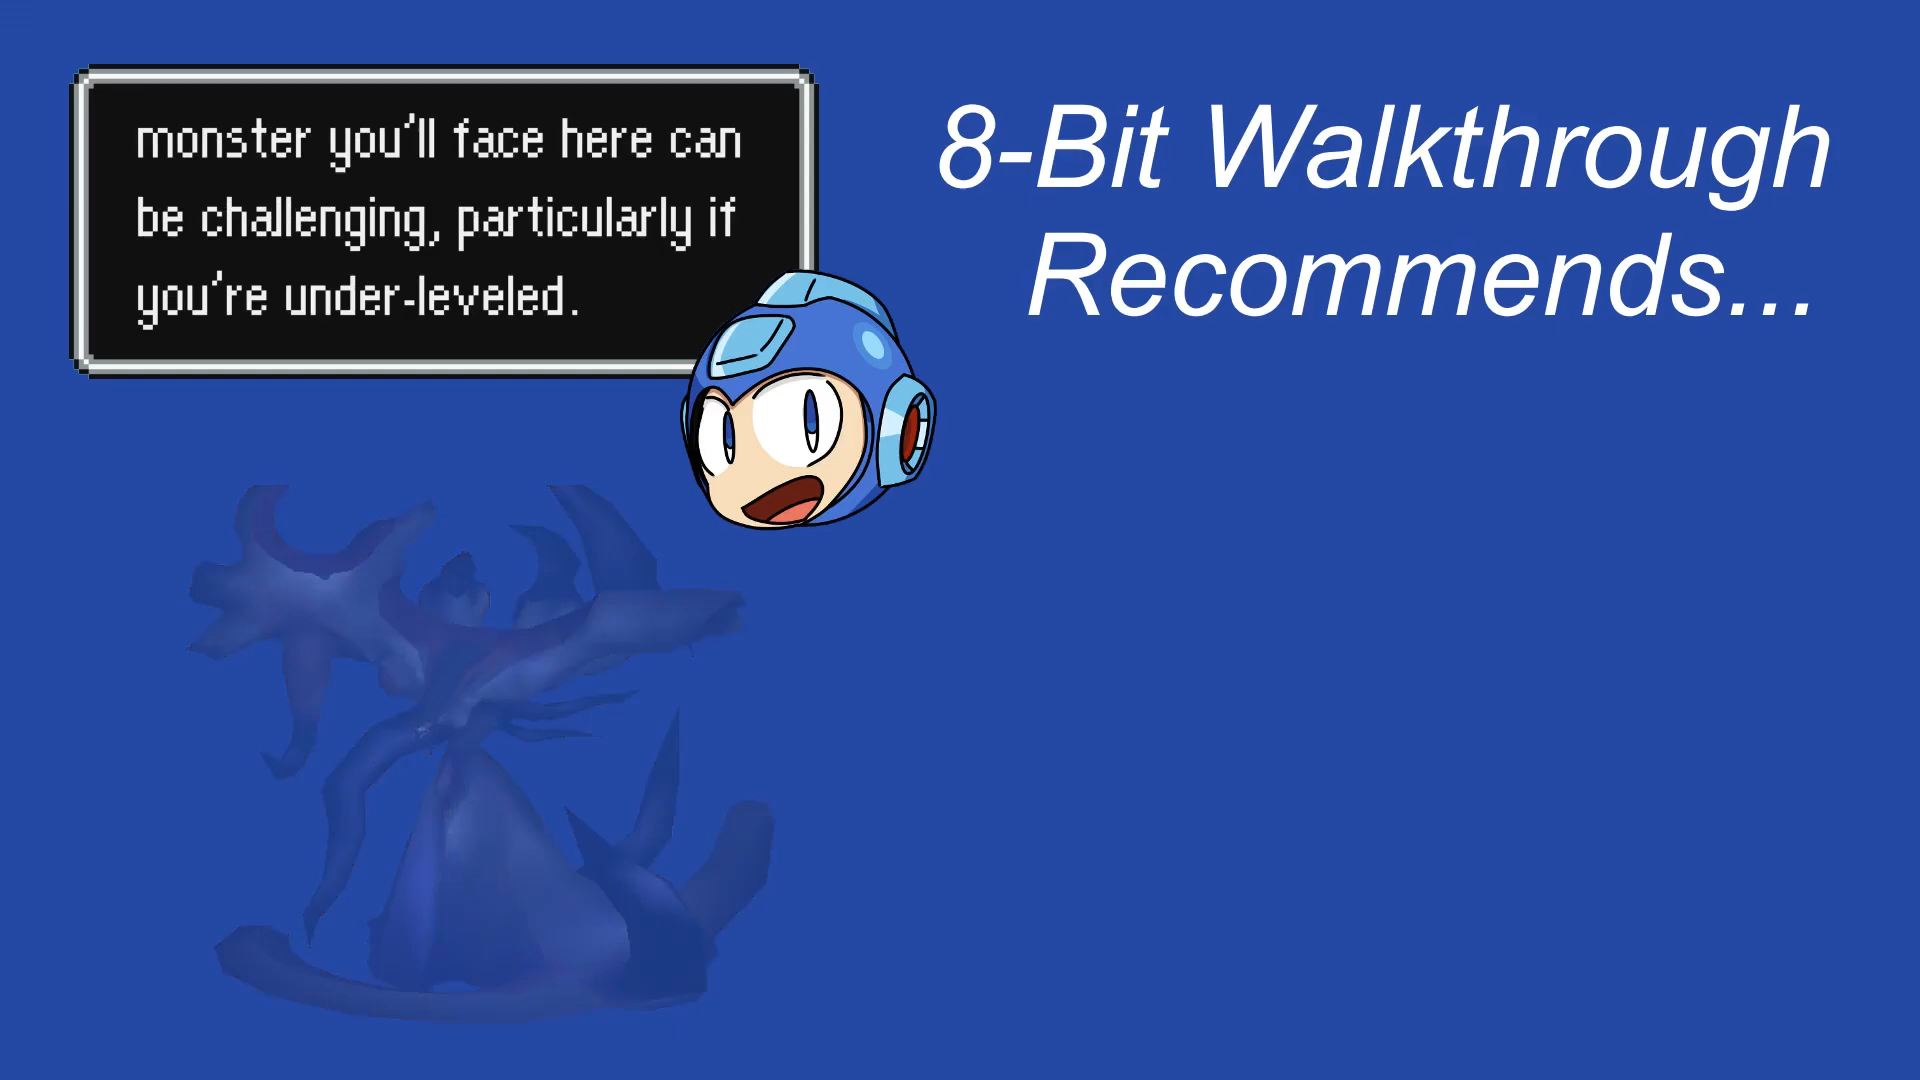 monster you'll face here can
be challenging, particularly if
you're under-leveled.
8-Bit Walkthrough
Recommends...